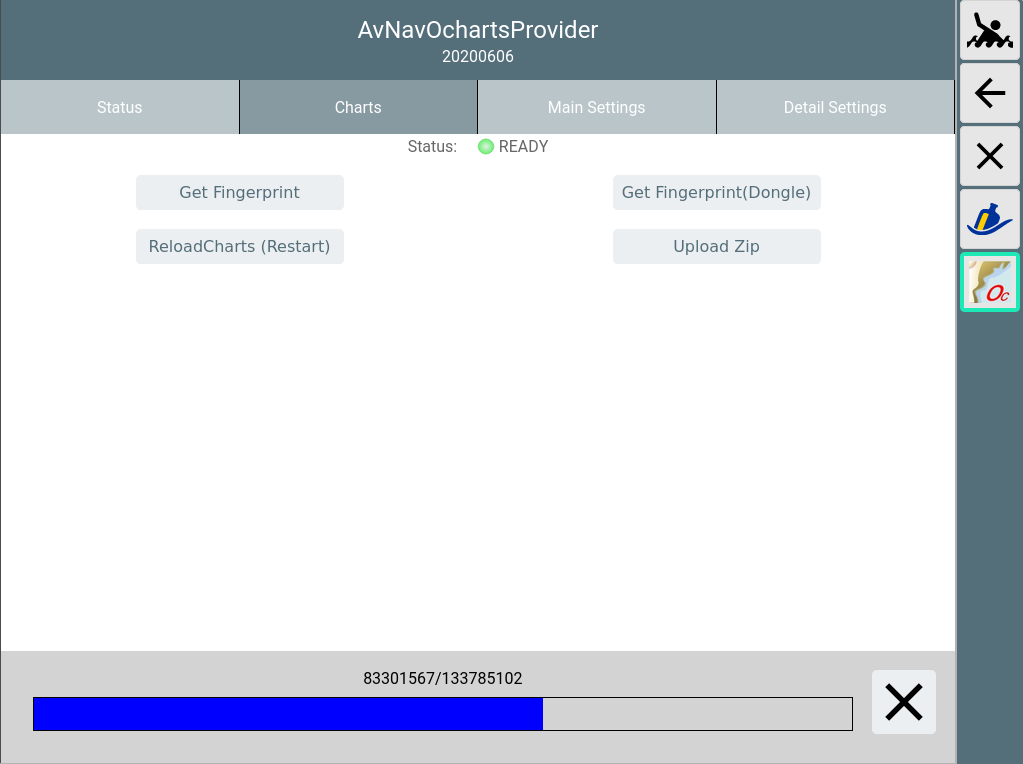 AvNavOchartsProvider
20200606
Status Charts Main Settings Detail Settings
Status: READY
Get Fingerprint Get Fingerprint(Dongle)
ReloadCharts (Restart) Upload Zip
Oc
83301567/133785102